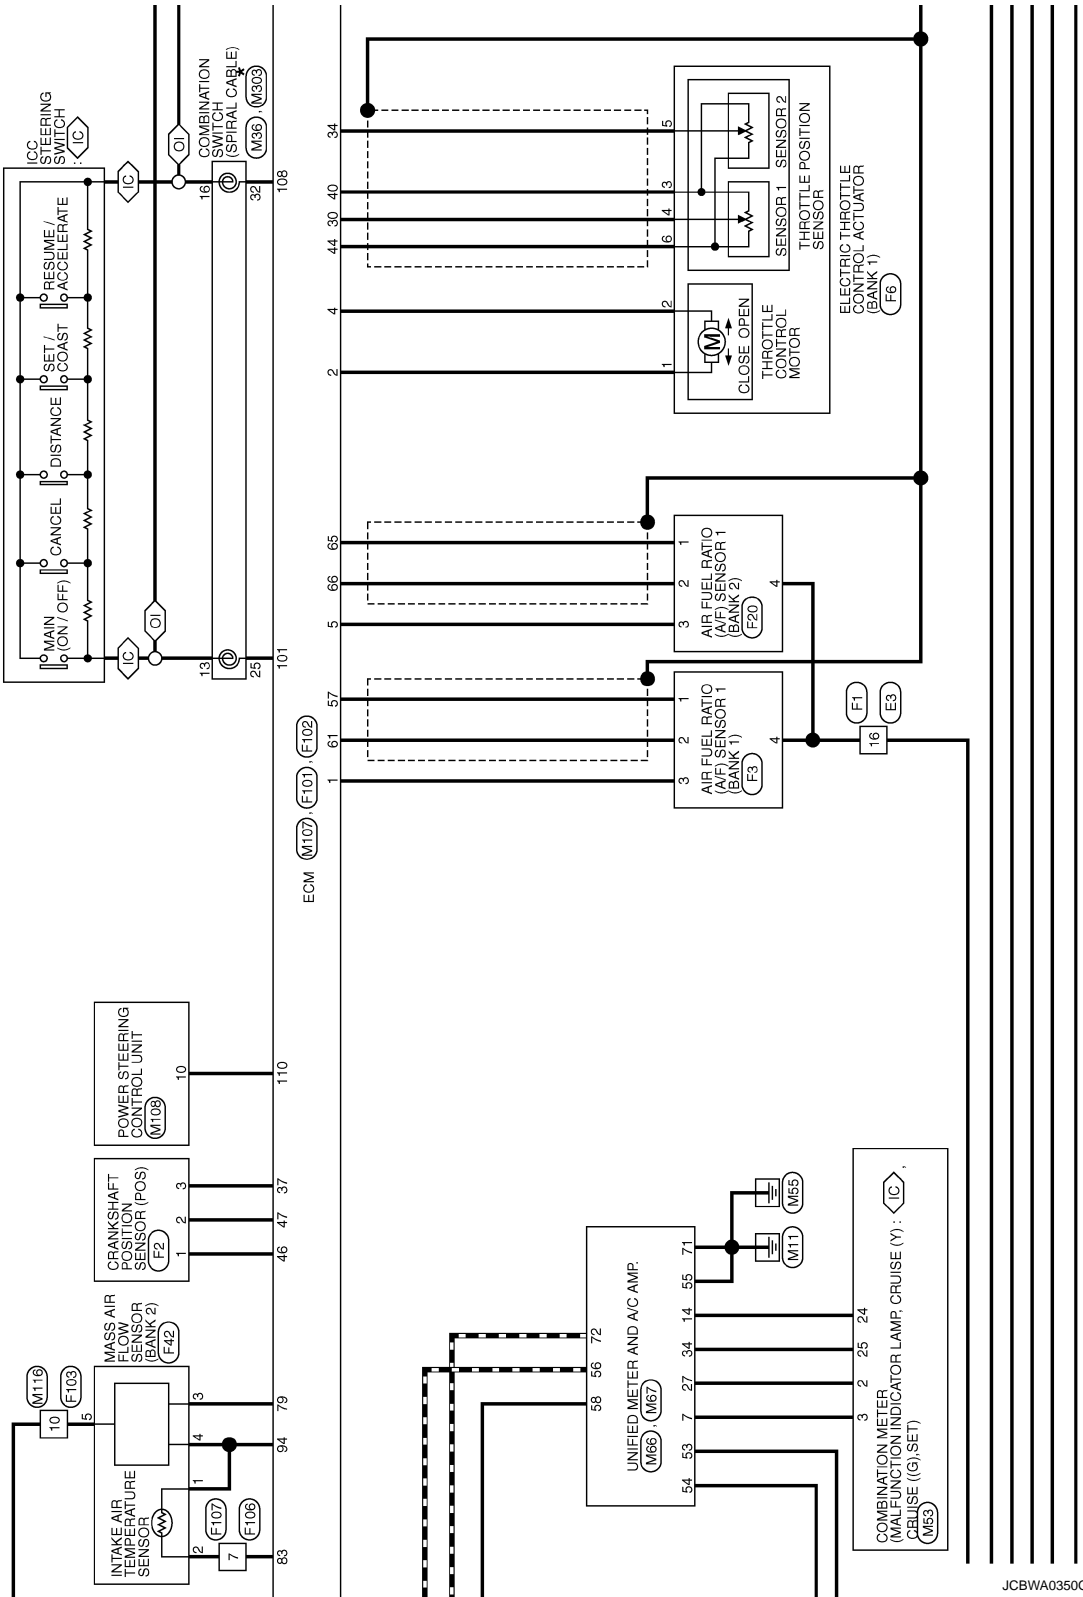 ICC
STEERING
SWITCH
: IC
MAIN
(ON / OFF)
CANCEL
DISTANCE
SET /
COAST
RESUME /
ACCELERATE
IC
OI
IC
OI
COMBINATION
SWITCH
(SPIRAL CABLE)
M36 , M303
*
13
16
25
32
101
108
MASS AIR
FLOW
SENSOR
(BANK 2)
F42
M116
F103
10
5
INTAKE AIR
TEMPERATURE
SENSOR
2
1
4
3
F107
F106
7
83
94
79
CRANKSHAFT
POSITION
SENSOR (POS)
F2
1
2
3
46
47
37
POWER STEERING
CONTROL UNIT
M108
10
110
ECM M107 , F101 , F102
1
61
57
5
66
65
2
4
44
30
40
34
3
2
1
AIR FUEL RATIO
(A/F) SENSOR 1
(BANK 1)
F3
4
3
2
1
AIR FUEL RATIO
(A/F) SENSOR 1
(BANK 2)
F20
4
16
F1
E3
1
2
6
4
3
5
M
CLOSE OPEN
THROTTLE
CONTROL
MOTOR
SENSOR 1
SENSOR 2
THROTTLE POSITION
SENSOR
ELECTRIC THROTTLE
CONTROL ACTUATOR
(BANK 1)
F6
58
56
72
UNIFIED METER AND A/C AMP.
M66 , M67
54
53
7
27
34
14
55
71
M11
M55
3
2
25
24
COMBINATION METER
(MALFUNCTION INDICATOR LAMP, CRUISE (Y) : IC ,
CRUISE ((G),SET)
M53
JCBWA0350G